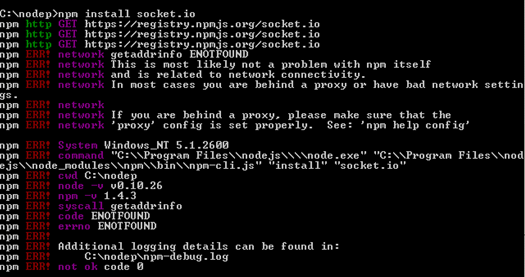 C:\nodep>npm install socket.io
npm http GET https://registry.npmjs.org/socket.io
npm http GET https://registry.npmjs.org/socket.io
npm http GET https://registry.npmjs.org/socket.io
npm ERR! network getaddrinfo ENOTFOUND
npm ERR! network This is most likely not a problem with npm itself
npm ERR! network and is related to network connectivity.
npm ERR! network In most cases you are behind a proxy or have bad network settin
gs.
npm ERR! network
npm ERR! network If you are behind a proxy, please make sure that the
npm ERR! network 'proxy' config is set properly.  See: 'npm help config'
npm ERR! System Windows_NT 5.1.2600
npm ERR! command "C:\\Program Files\\nodejs\\\\node.exe" "C:\\Program Files\\nod
ejs\\node_modules\\npm\\bin\\npm-cli.js" "install" "socket.io"
npm ERR! cwd C:\nodep
npm ERR! node -v v0.10.26
npm ERR! npm -v 1.4.3
npm ERR! syscall getaddrinfo
npm ERR! code ENOTFOUND
npm ERR! errno ENOTFOUND
npm ERR!
npm ERR! Additional logging details can be found in:
npm ERR!     C:\nodep\npm-debug.log
npm ERR! not ok code 0